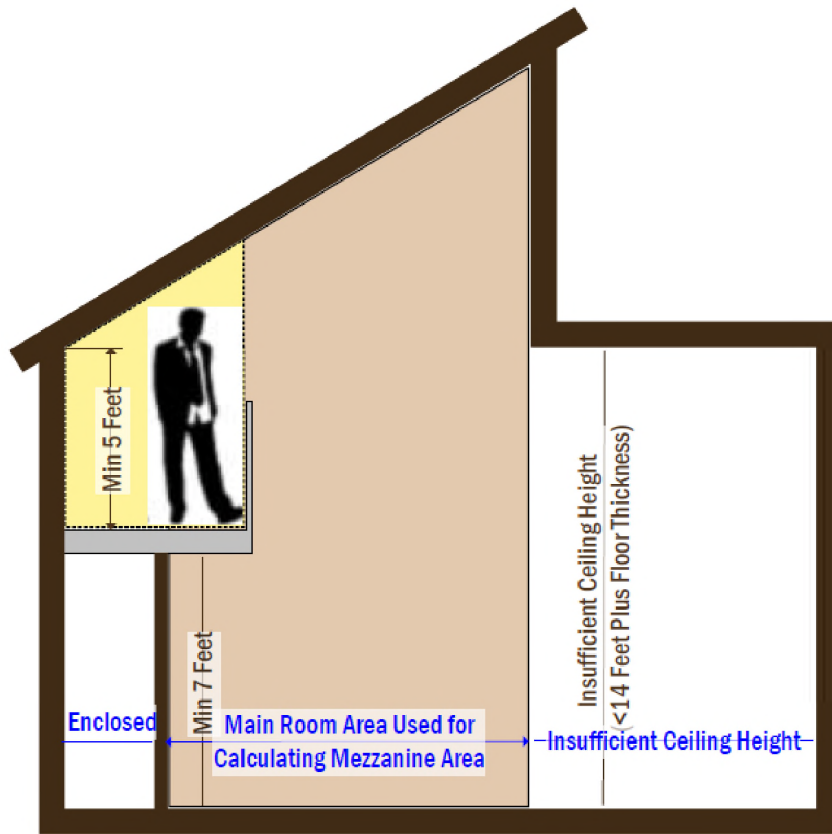 Min 5 Feet
Insufficient Ceiling Height
(<14 Feet Plus Floor Thickness)
Min 7 Feet
Enclosed
Main Room Area Used for
Calculating Mezzanine Area
Insufficient Ceiling Height